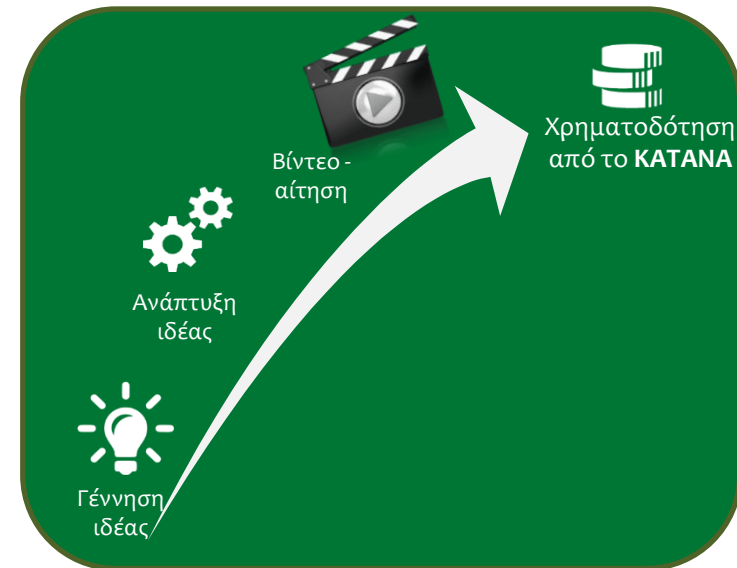 Βίντεο -
αίτηση
Χρηματοδότηση
από το ΚΑΤΑΝΑ
Ανάπτυξη
ιδέας
Γέννηση
ιδέας